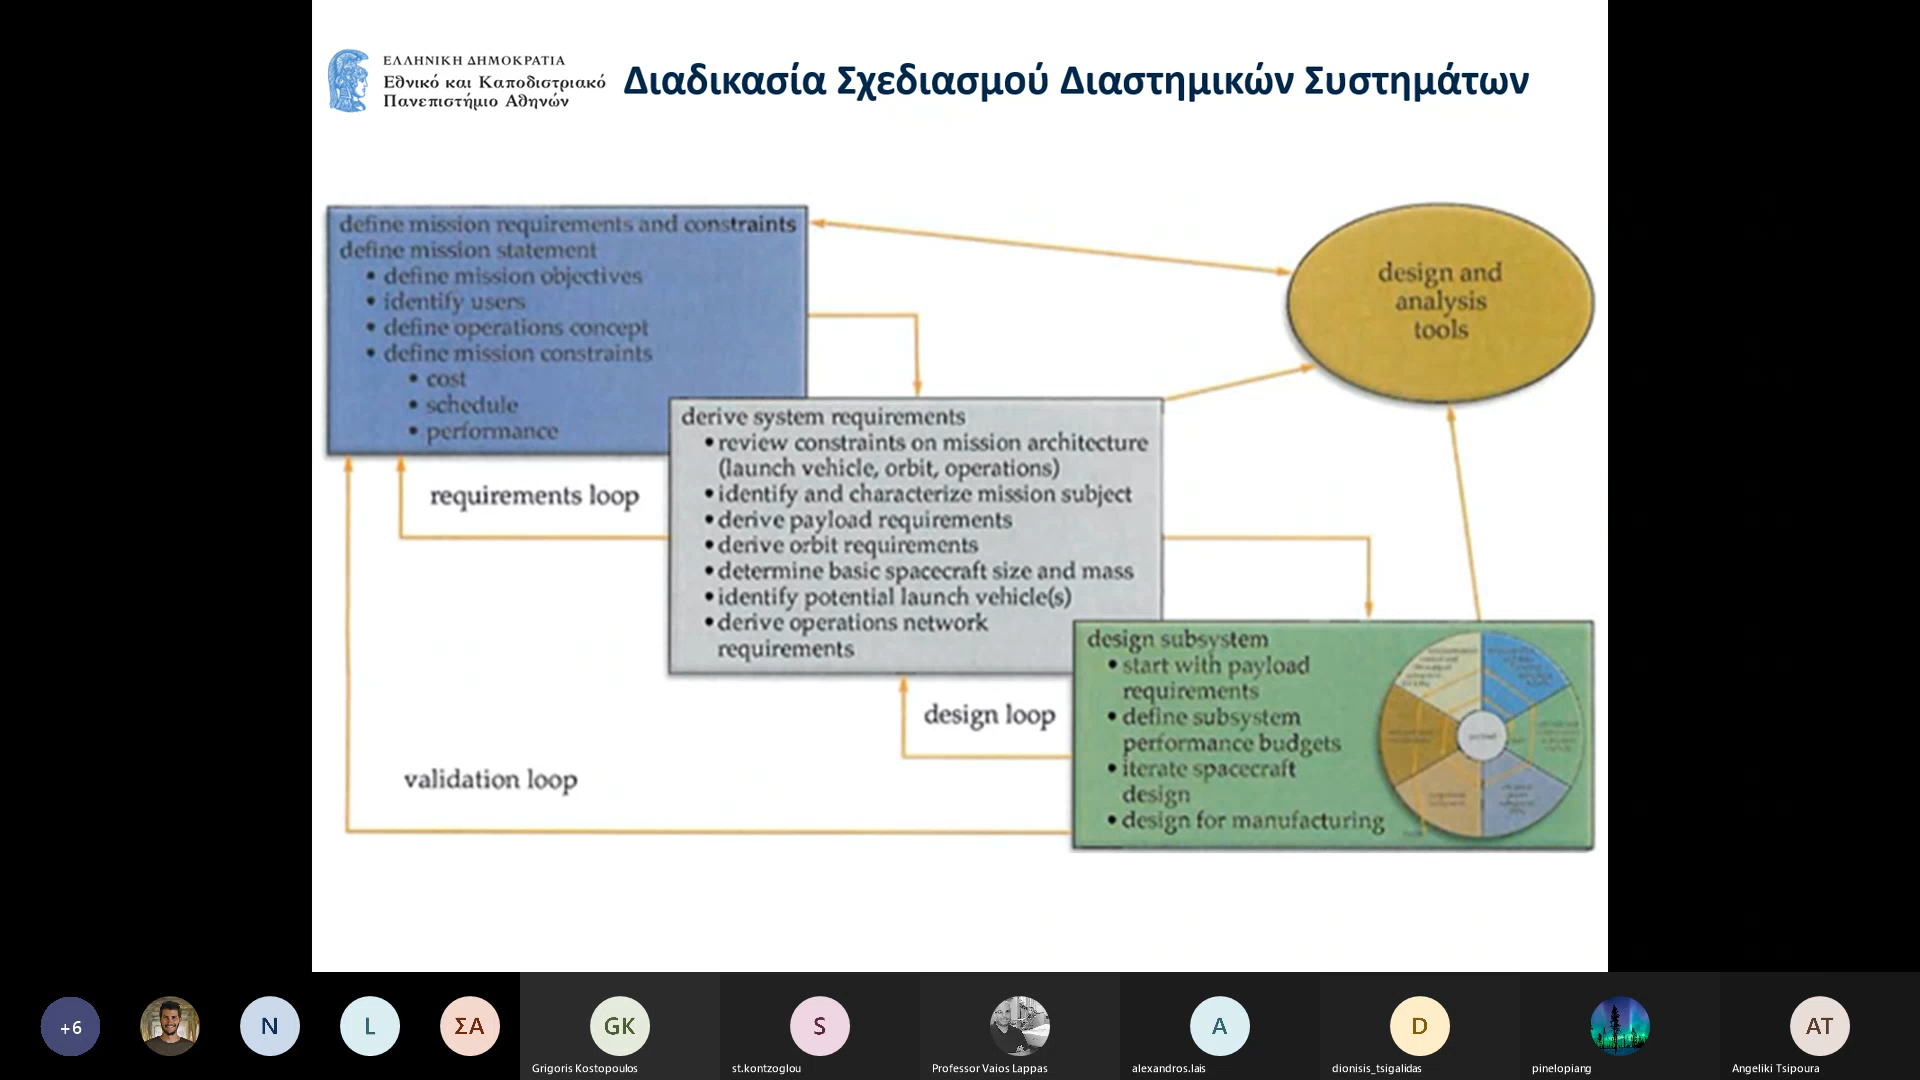 ΕΛΛΗΝΙΚΗ ΔΗΜΟΚΡΑΤΙΑ
Εθνικό και Καποδιστριακό
Πανεπιστήμιο Αθηνών
Διαδικασία Σχεδιασμού Διαστημικών Συστημάτων
define mission requirements and constraints
define mission statement
• define mission objectives
• identify users
• define operations concept
• define mission constraints
• cost
• schedule
• performance
design and
analysis
tools
derive system requirements
• review constraints on mission architecture
(launch vehicle, orbit, operations)
• identify and characterize mission subject
• derive payload requirements
• derive orbit requirements
• determine basic spacecraft size and mass
• identify potential launch vehicle(s)
• derive operations network
requirements
requirements loop
design subsystem
• start with payload
requirements
• define subsystem
performance budgets
• iterate spacecraft
design
• design for manufacturing
design loop
validation loop
+6
N
L
ΣΑ
GK
Grigoris Kostopoulos
S
st.kontzoglou
Professor Vaios Lappas
A
alexandros.lais
D
dionisis_tsigalidas
pinelopiang
AT
Angeliki Tsipoura